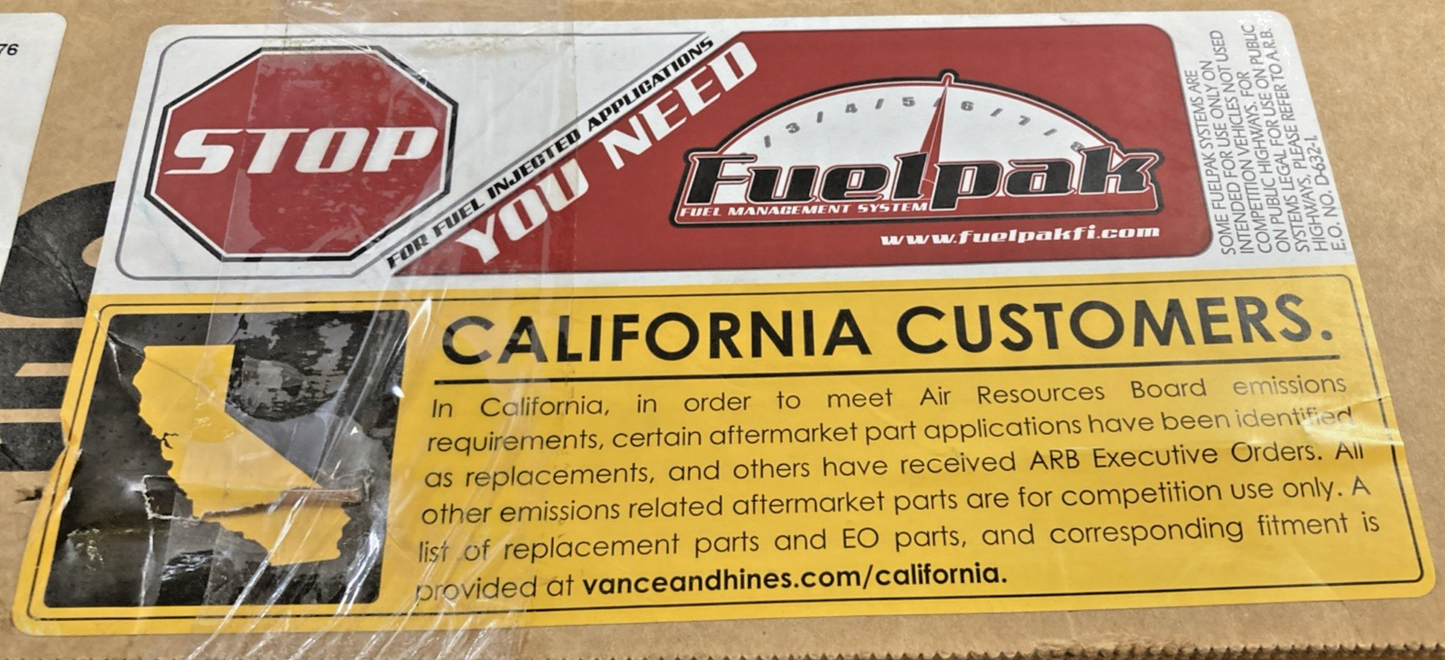 76
STOP
FOR FUEL INJECTED APPLICATIONS
YOU NEED
3 / 4 / 5 / 6 / 7 / 8
Fuelpak
FUEL MANAGEMENT SYSTEM
www.fuelpakfi.com
SOME FUELPAK SYSTEMS ARE
INTENDED FOR USE ONLY ON
COMPETITION VEHICLES NOT USED
ON PUBLIC HIGHWAYS. FOR
SYSTEMS LEGAL FOR USE ON PUBLIC
HIGHWAYS, PLEASE REFER TO A.R.B.
E.O. NO. D-632-1.
CALIFORNIA CUSTOMERS.
In California, in order to meet Air Resources Board emissions
requirements, certain aftermarket part applications have been identified
as replacements, and others have received ARB Executive Orders. All
other emissions related aftermarket parts are for competition use only. A
list of replacement parts and EO parts, and corresponding fitment is
provided at vanceandhines.com/california.